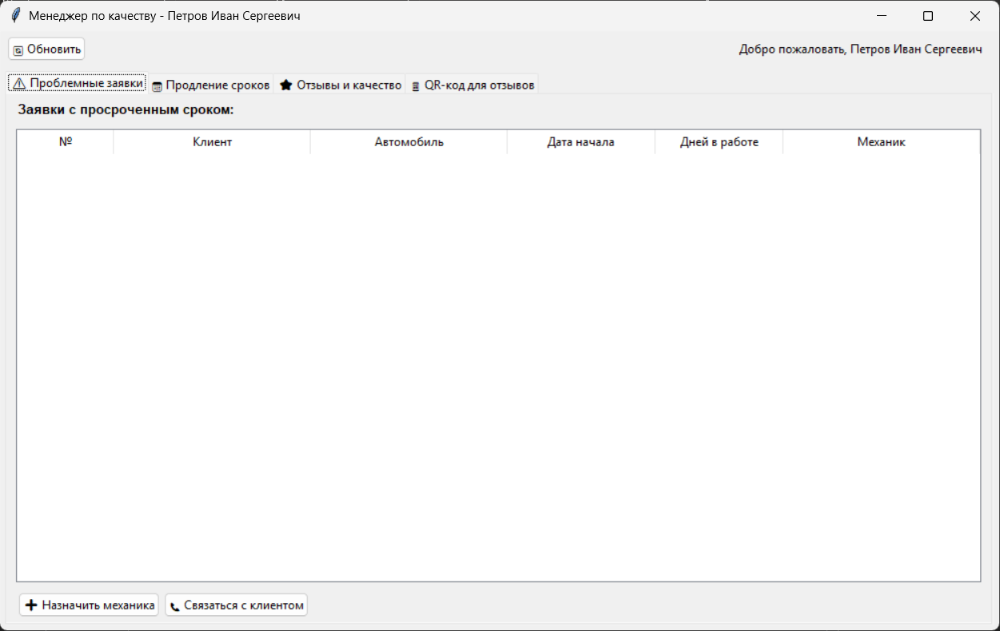 Менеджер по качеству - Петров Иван Сергеевич
Обновить
Добро пожаловать, Петров Иван Сергеевич
Проблемные заявки
Продление сроков
Отзывы и качество
QR-код для отзывов
Заявки с просроченным сроком:
№ Клиент Автомобиль Дата начала Дней в работе Механик
Назначить механика
Связаться с клиентом